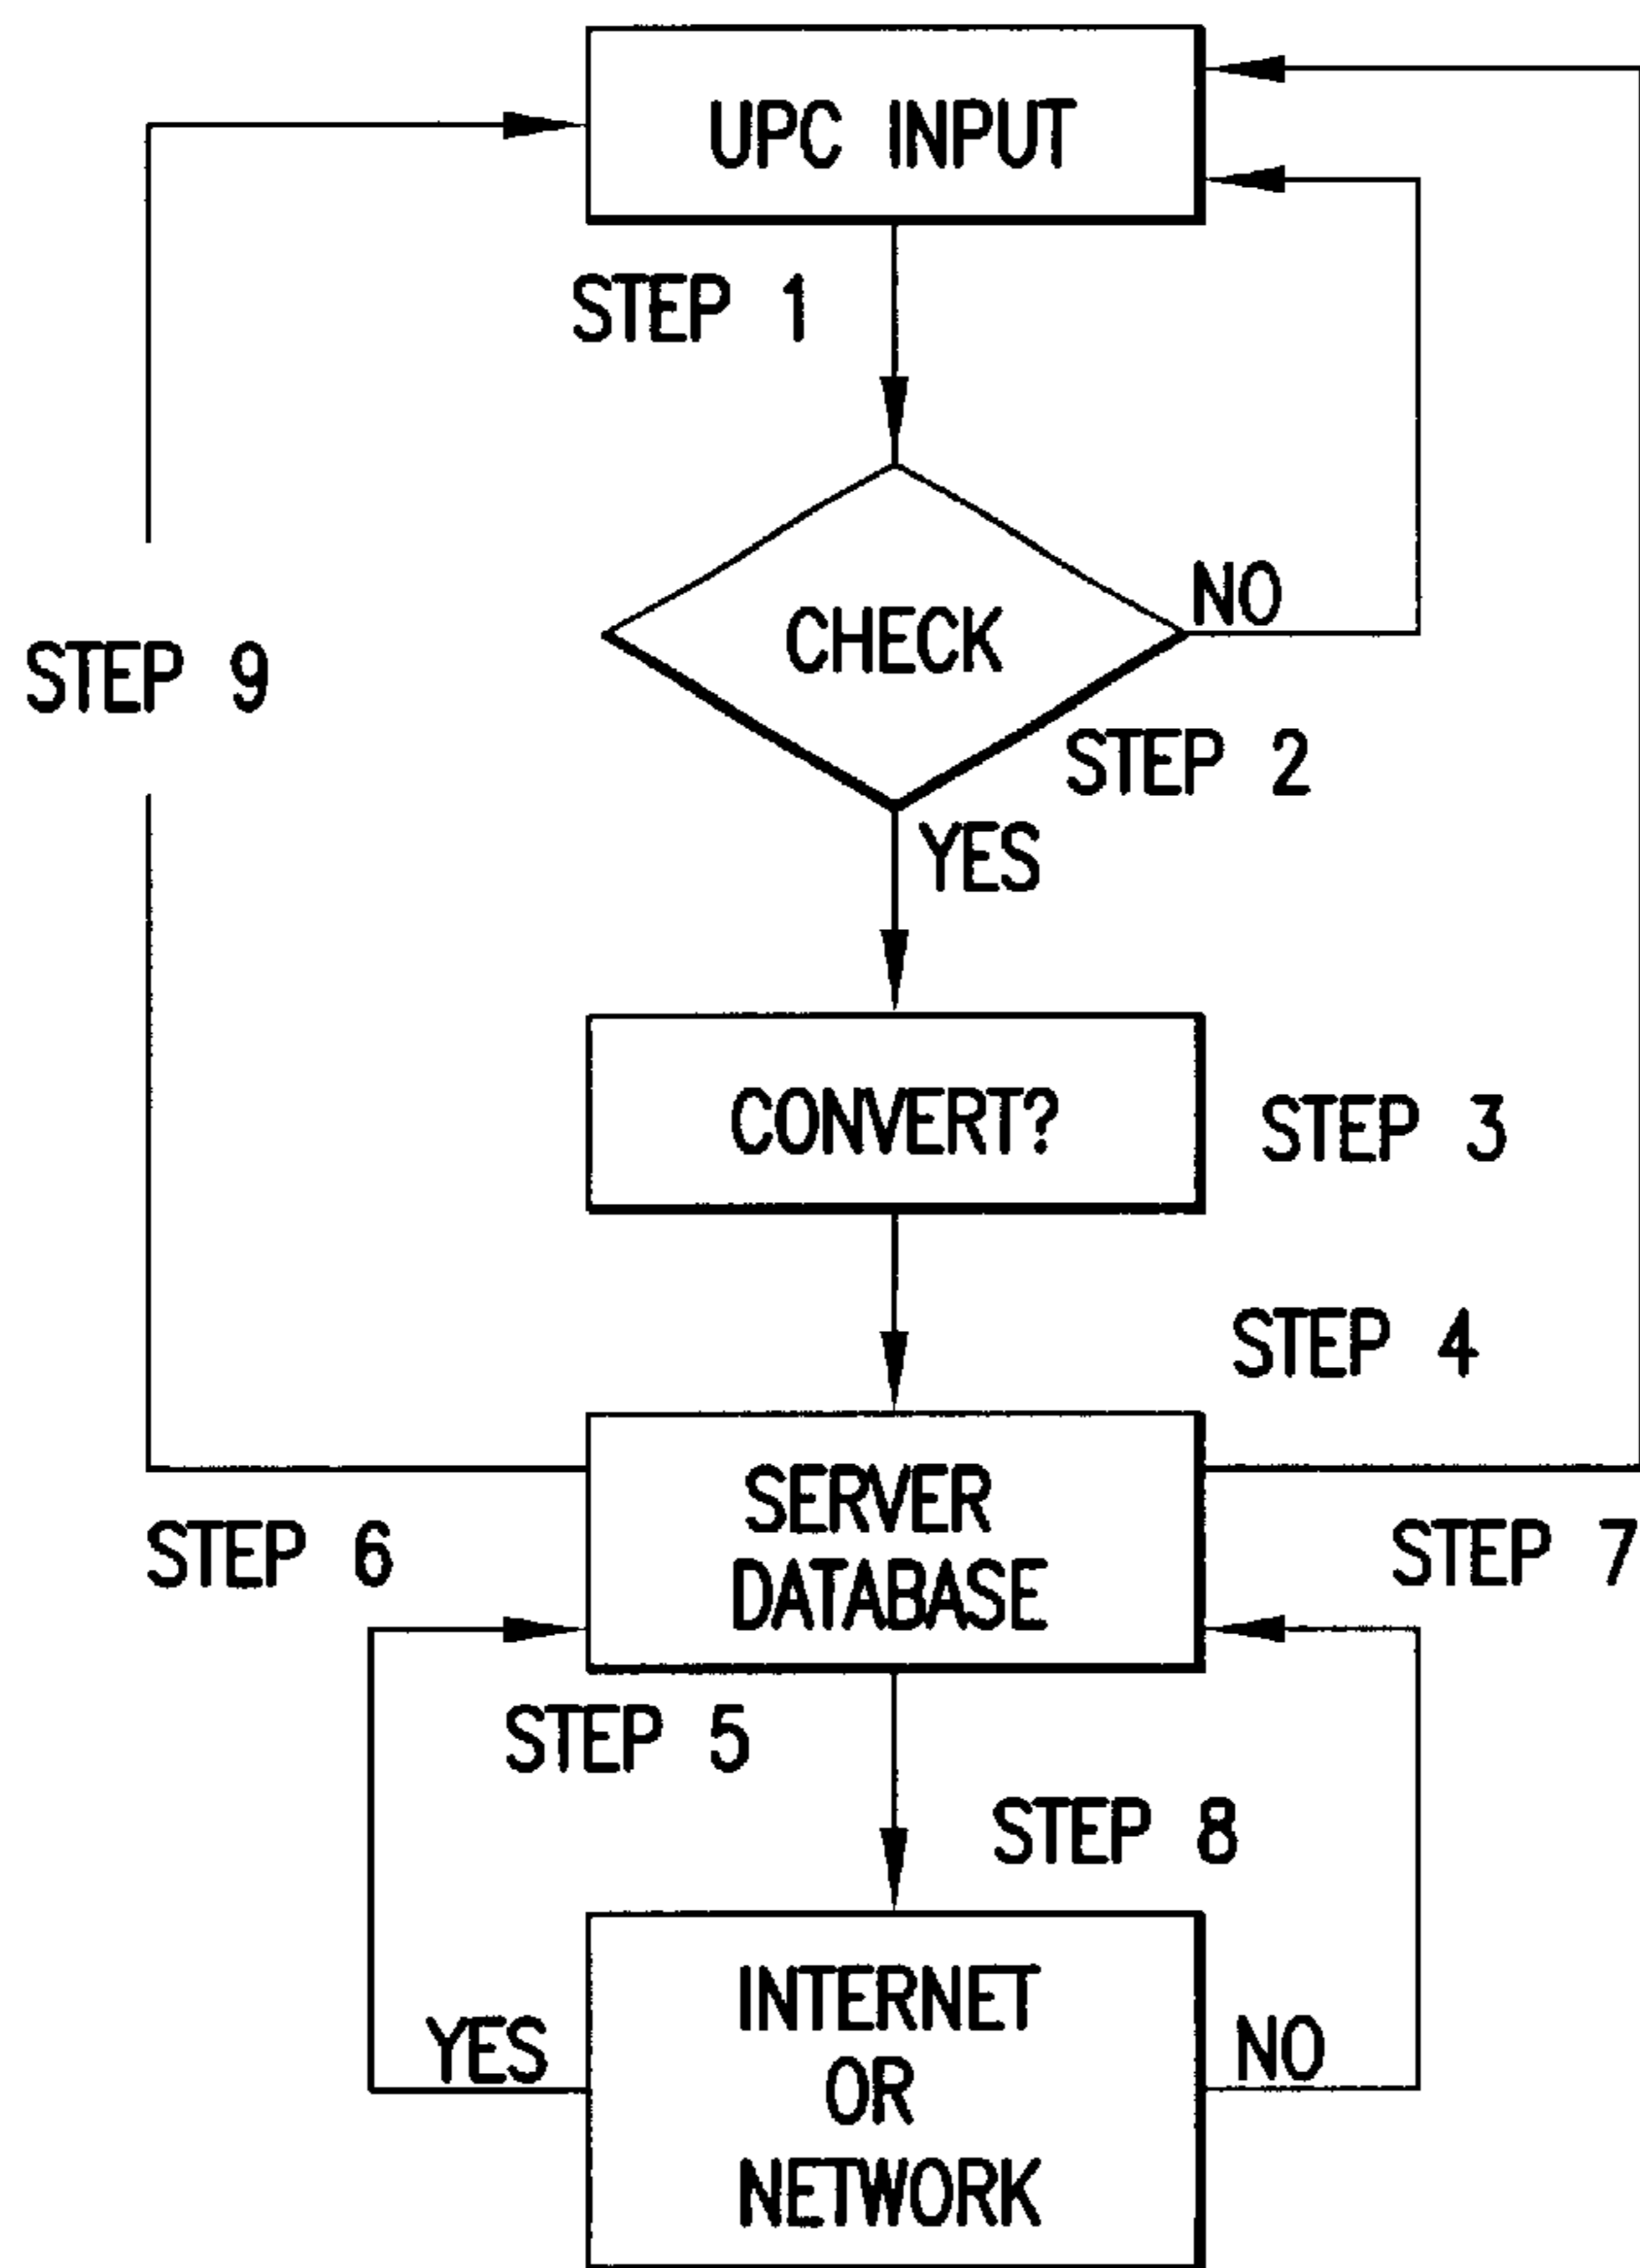 UPC INPUT
STEP 1
CHECK
NO
STEP 9
STEP 2
YES
CONVERT?
STEP 3
STEP 4
SERVER
DATABASE
STEP 6
STEP 7
STEP 5
STEP 8
INTERNET
OR
NETWORK
YES
NO